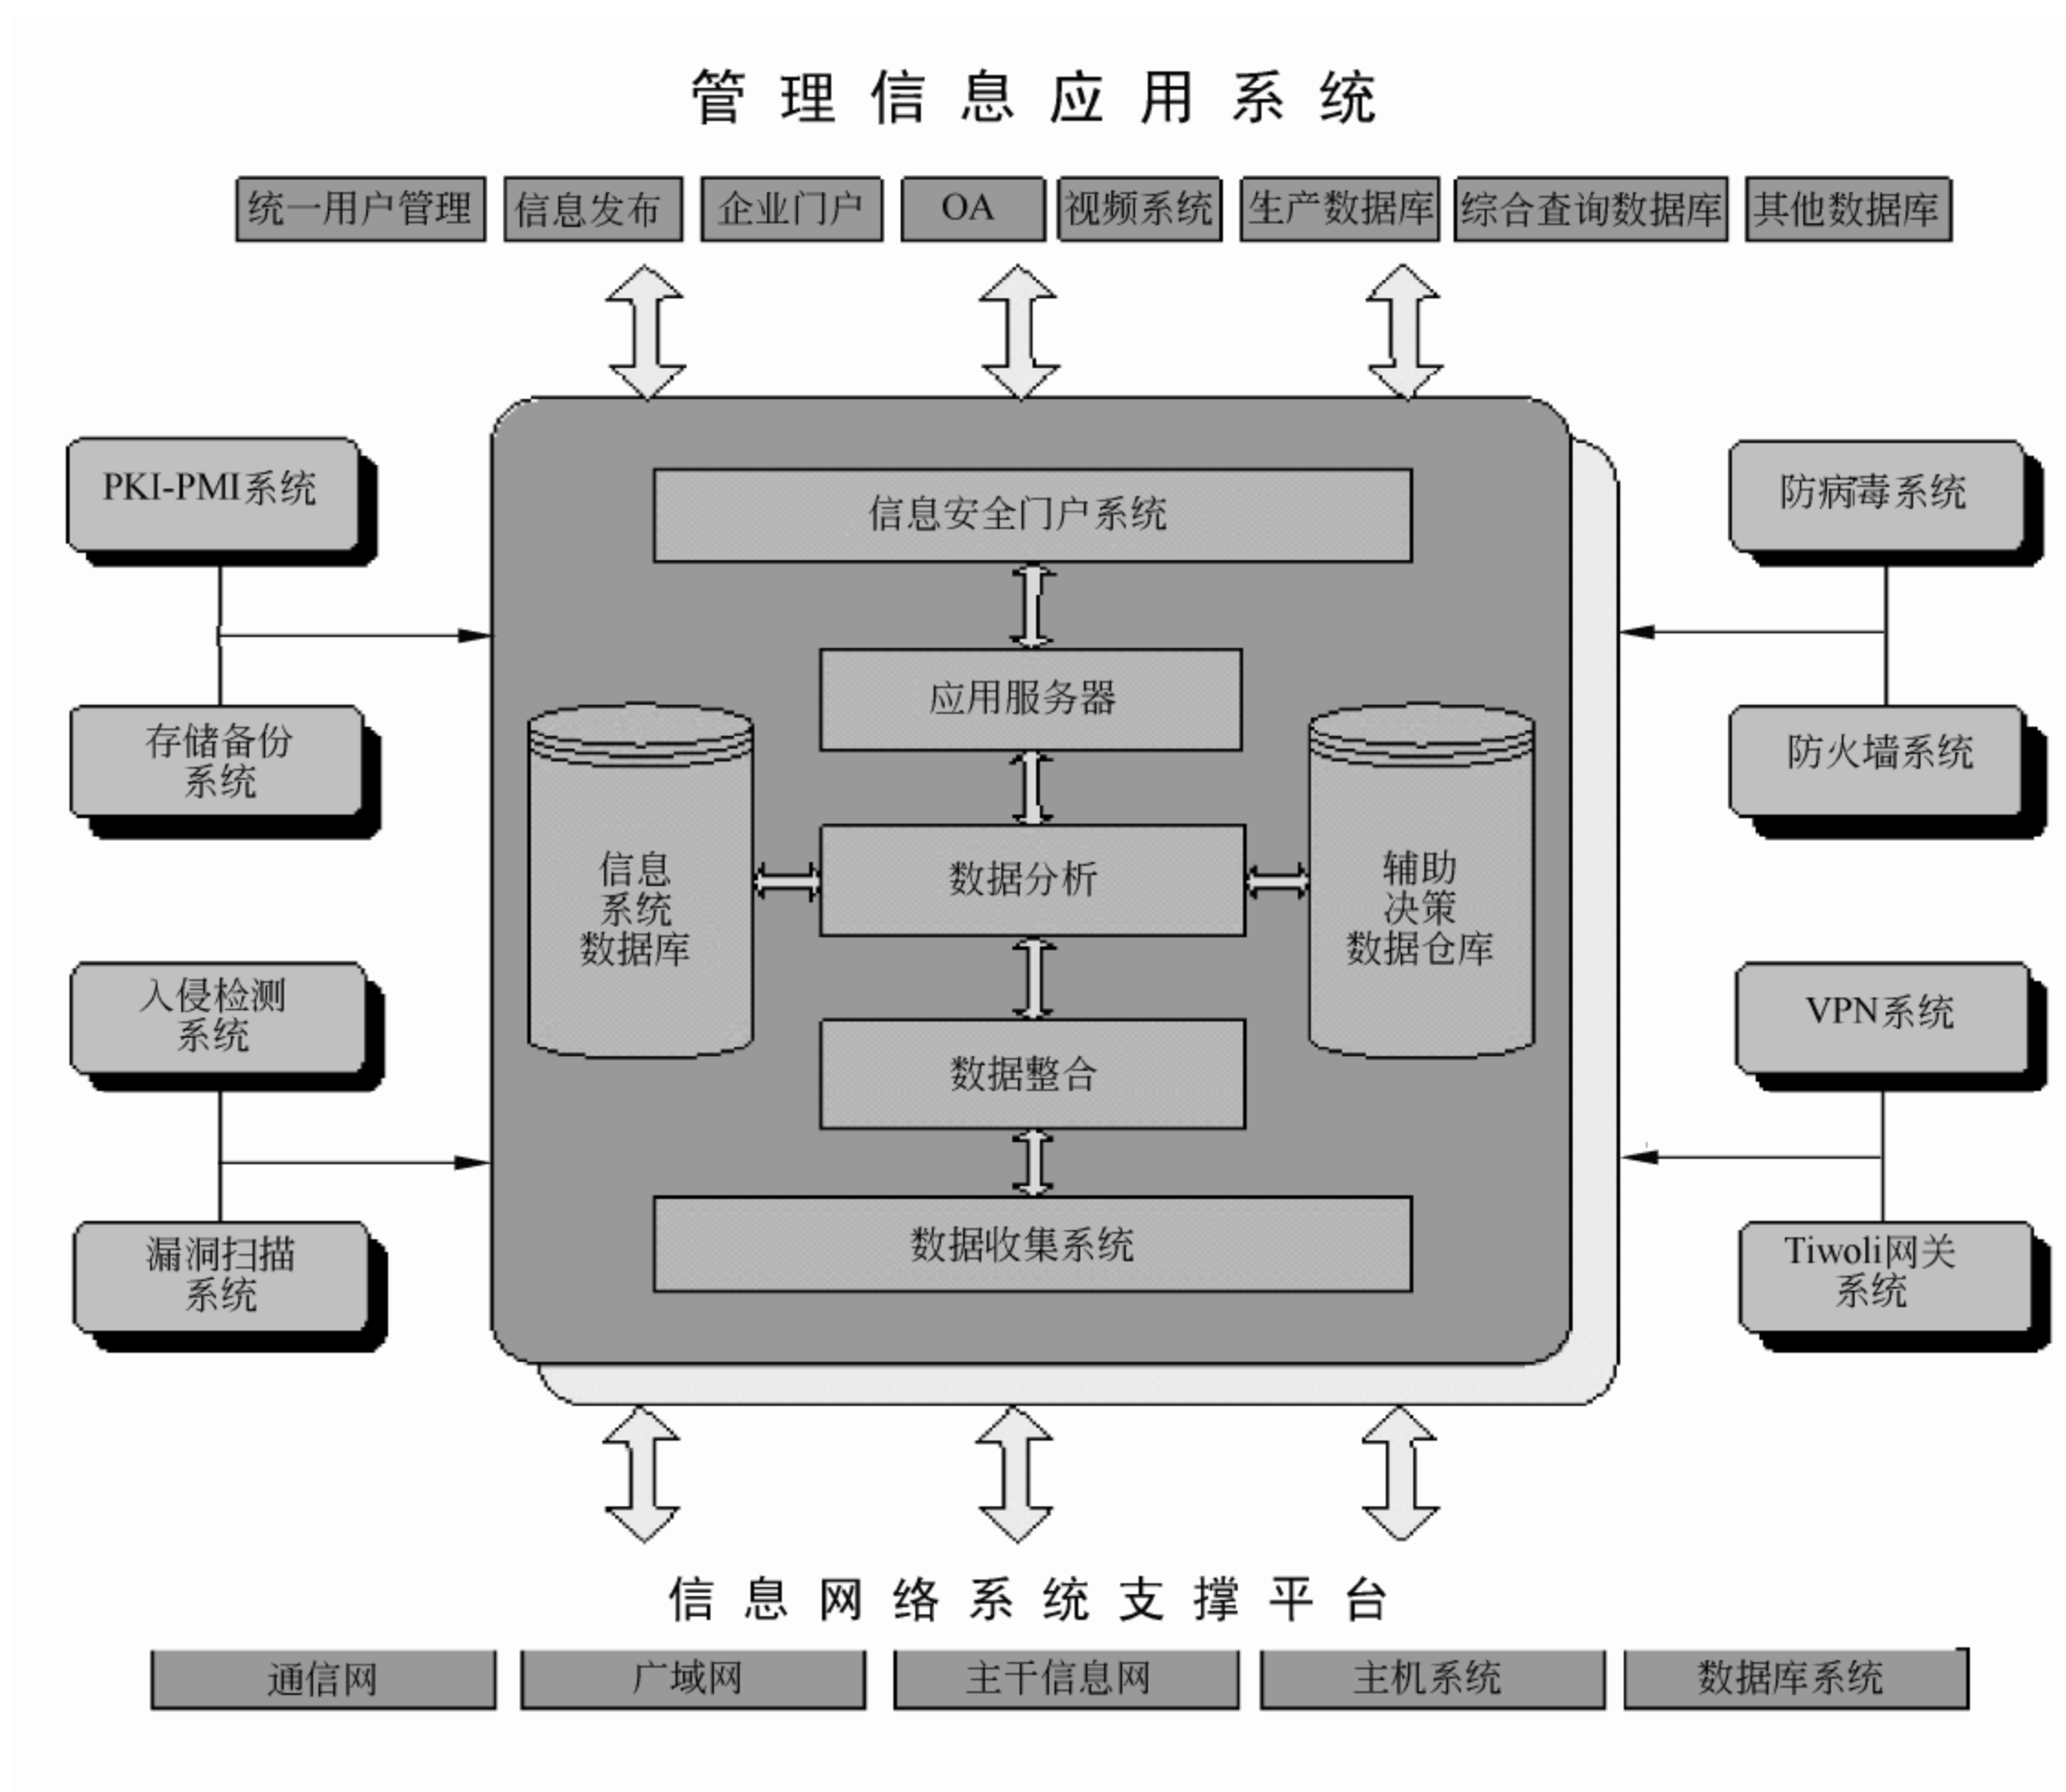 管理信息应用系统
统一用户管理 信息发布 企业门户 OA 视频系统 生产数据库 综合查询数据库 其他数据库
PKI-PMI系统
存储备份
系统
入侵检测
系统
漏洞扫描
系统
信息安全门户系统
应用服务器
信息
系统
数据库
数据分析
辅助
决策
数据仓库
数据整合
数据收集系统
防病毒系统
防火墙系统
VPN系统
Tiwoli网关
系统
信息网络系统支撑平台
通信网 广域网 主干信息网 主机系统 数据库系统